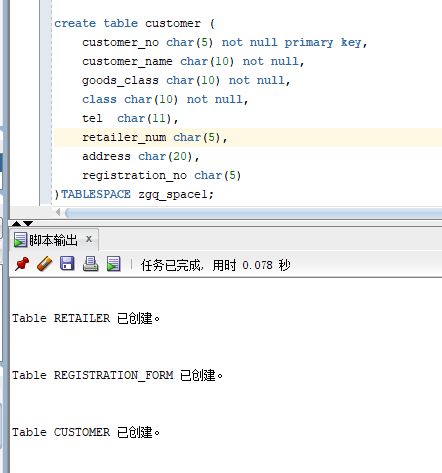 create table customer (
customer_no char(5) not null primary key,
customer_name char(10) not null,
goods_class char(10) not null,
class char(10) not null,
tel  char(11),
retailer_num char(5),
address char(20),
registration_no char(5)
)TABLESPACE zgq_space1;
脚本输出 x
任务已完成, 用时 0.078 秒
Table RETAILER 已创建。
Table REGISTRATION_FORM 已创建。
Table CUSTOMER 已创建。